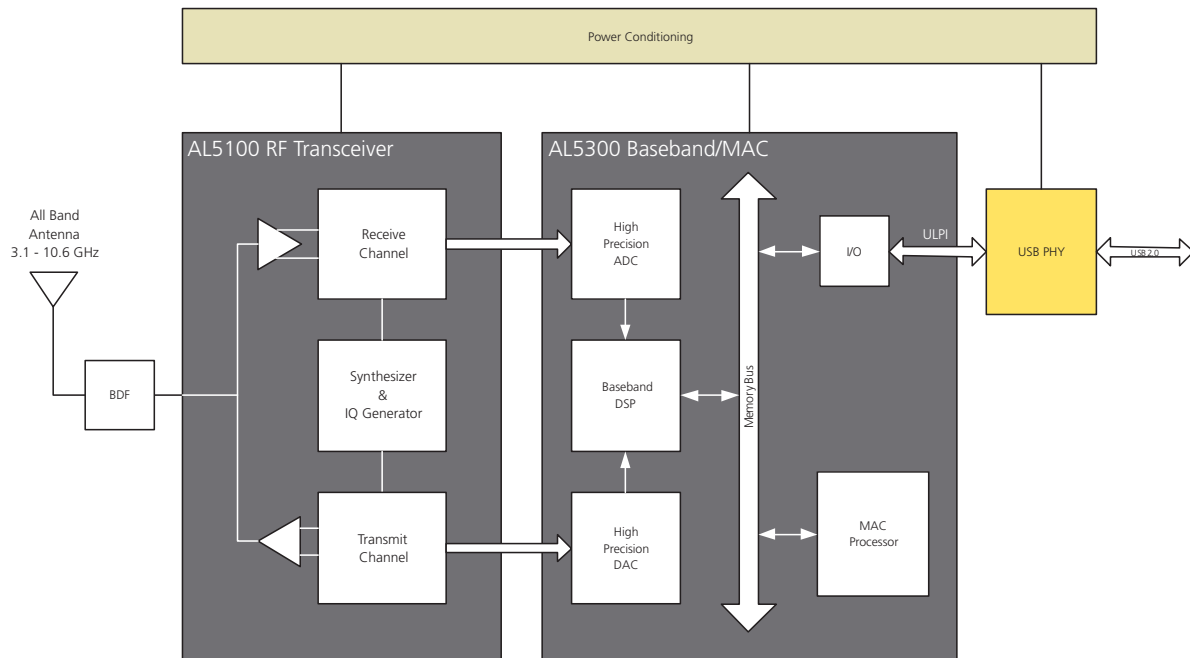 Power Conditioning
AL5100 RF Transceiver
AL5300 Baseband/MAC
All Band
Antenna
3.1 - 10.6 GHz
BDF
Receive
Channel
Synthesizer
&
IQ Generator
Transmit
Channel
High
Precision
ADC
Baseband
DSP
High
Precision
DAC
Memory Bus
I/O
ULPI
USB PHY
USB 2.0
MAC
Processor